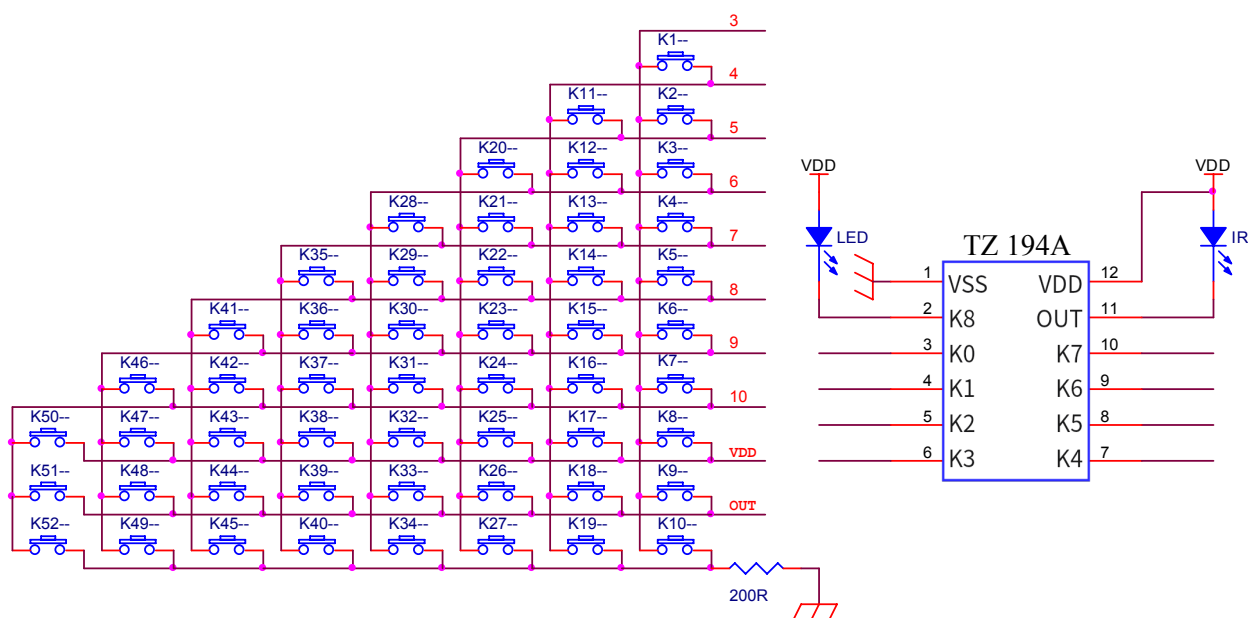 3
K1--
4
K11-- K2--
5
K20-- K12-- K3--
6
K28-- K21-- K13-- K4--
7
K35-- K29-- K22-- K14-- K5--
8
K41-- K36-- K30-- K23-- K15-- K6--
9
K46-- K42-- K37-- K31-- K24-- K16-- K7--
10
K50-- K47-- K43-- K38-- K32-- K25-- K17-- K8--
VDD
K51-- K48-- K44-- K39-- K33-- K26-- K18-- K9--
OUT
K52-- K49-- K45-- K40-- K34-- K27-- K19-- K10--
200R
VDD VDD
LED IR
TZ 194A
1 VSS VDD 12
2 K8 OUT 11
3 K0 K7 10
4 K1 K6 9
5 K2 K5 8
6 K3 K4 7